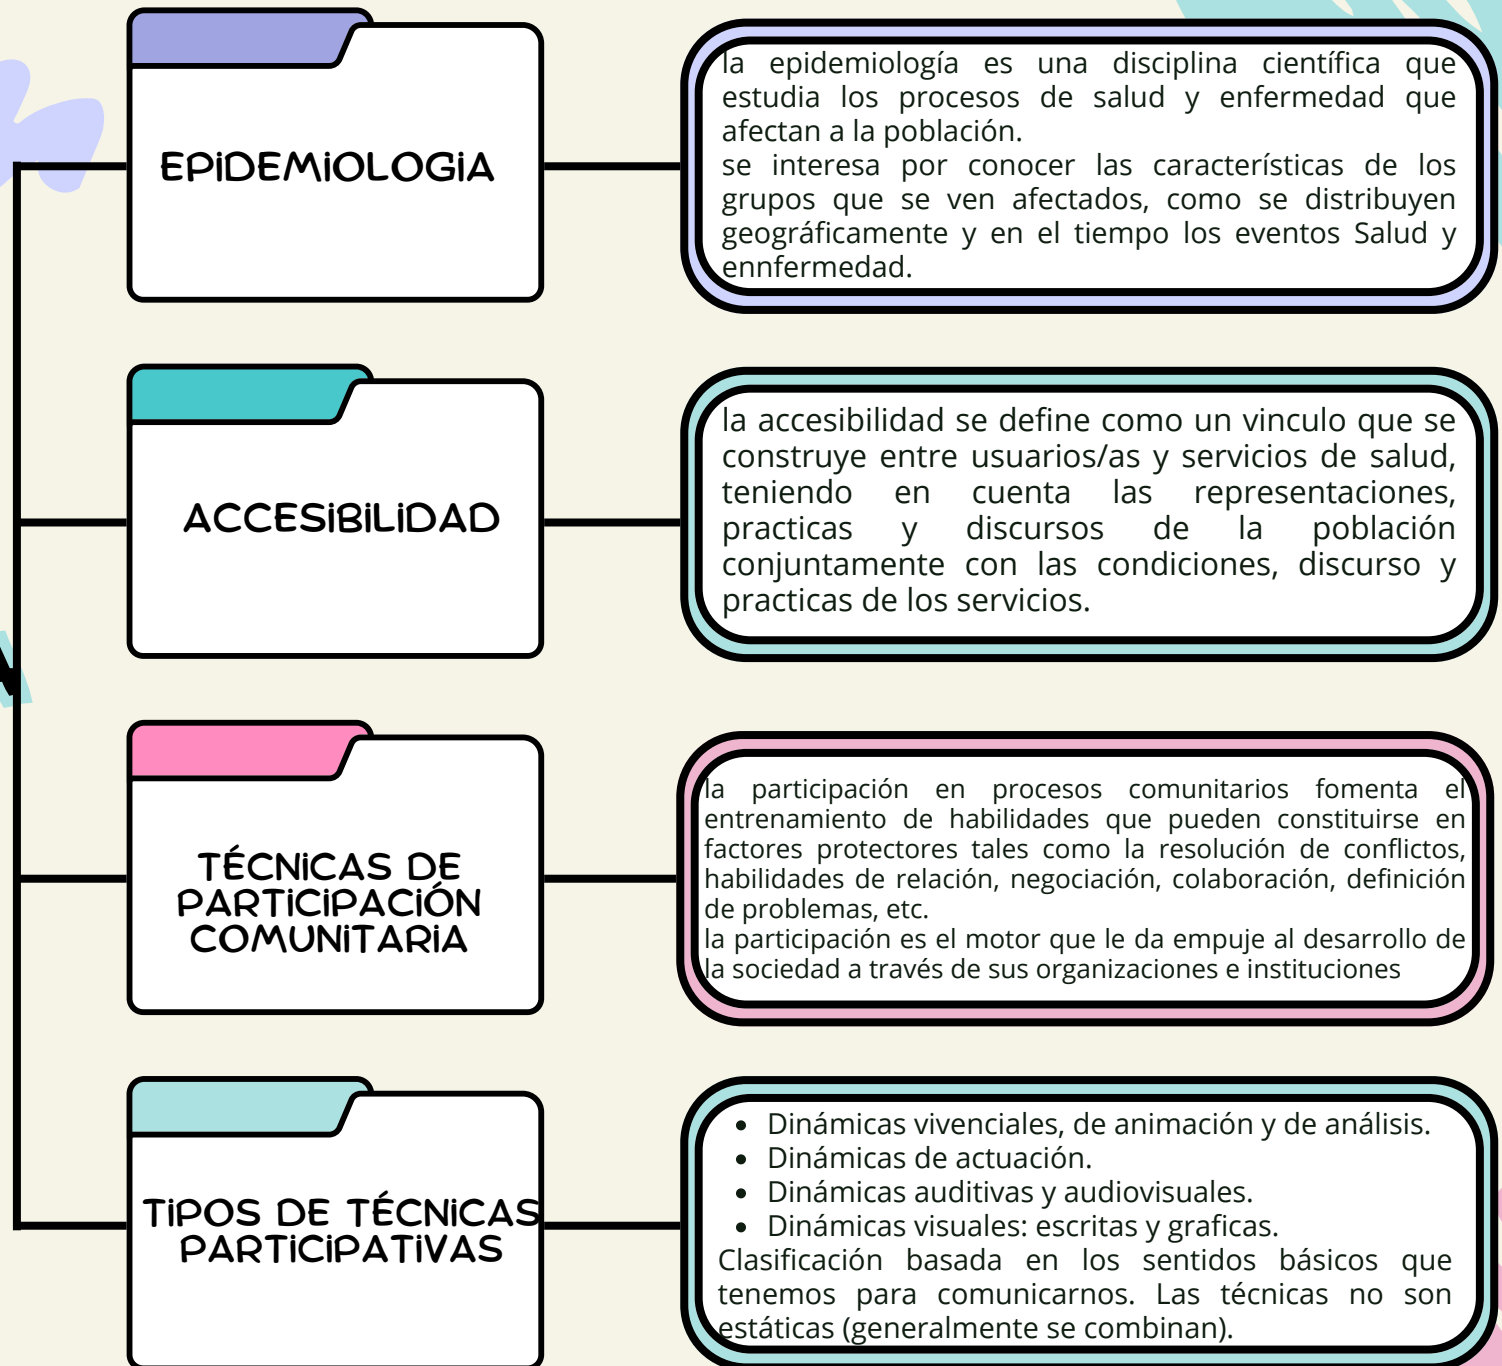 EPIDEMIOLOGIA
la epidemiología es una disciplina científica que
estudia los procesos de salud y enfermedad que
afectan a la población.
se interesa por conocer las características de los
grupos que se ven afectados, como se distribuyen
geográficamente y en el tiempo los eventos Salud y
ennfermedad.
ACCESIBILIDAD
la accesibilidad se define como un vinculo que se
construye entre usuarios/as y servicios de salud,
teniendo en cuenta las representaciones,
practicas y discursos de la población
conjuntamente con las condiciones, discurso y
practicas de los servicios.
TÉCNICAS DE
PARTICIPACIÓN
COMUNITARIA
la participación en procesos comunitarios fomenta el
entrenamiento de habilidades que pueden constituirse en
factores protectores tales como la resolución de conflictos,
habilidades de relación, negociación, colaboración, definición
de problemas, etc.
la participación es el motor que le da empuje al desarrollo de
la sociedad a través de sus organizaciones e instituciones
TIPOS DE TÉCNICAS
PARTICIPATIVAS
• Dinámicas vivenciales, de animación y de análisis.
• Dinámicas de actuación.
• Dinámicas auditivas y audiovisuales.
• Dinámicas visuales: escritas y graficas.
Clasificación basada en los sentidos básicos que
tenemos para comunicarnos. Las técnicas no son
estáticas (generalmente se combinan).